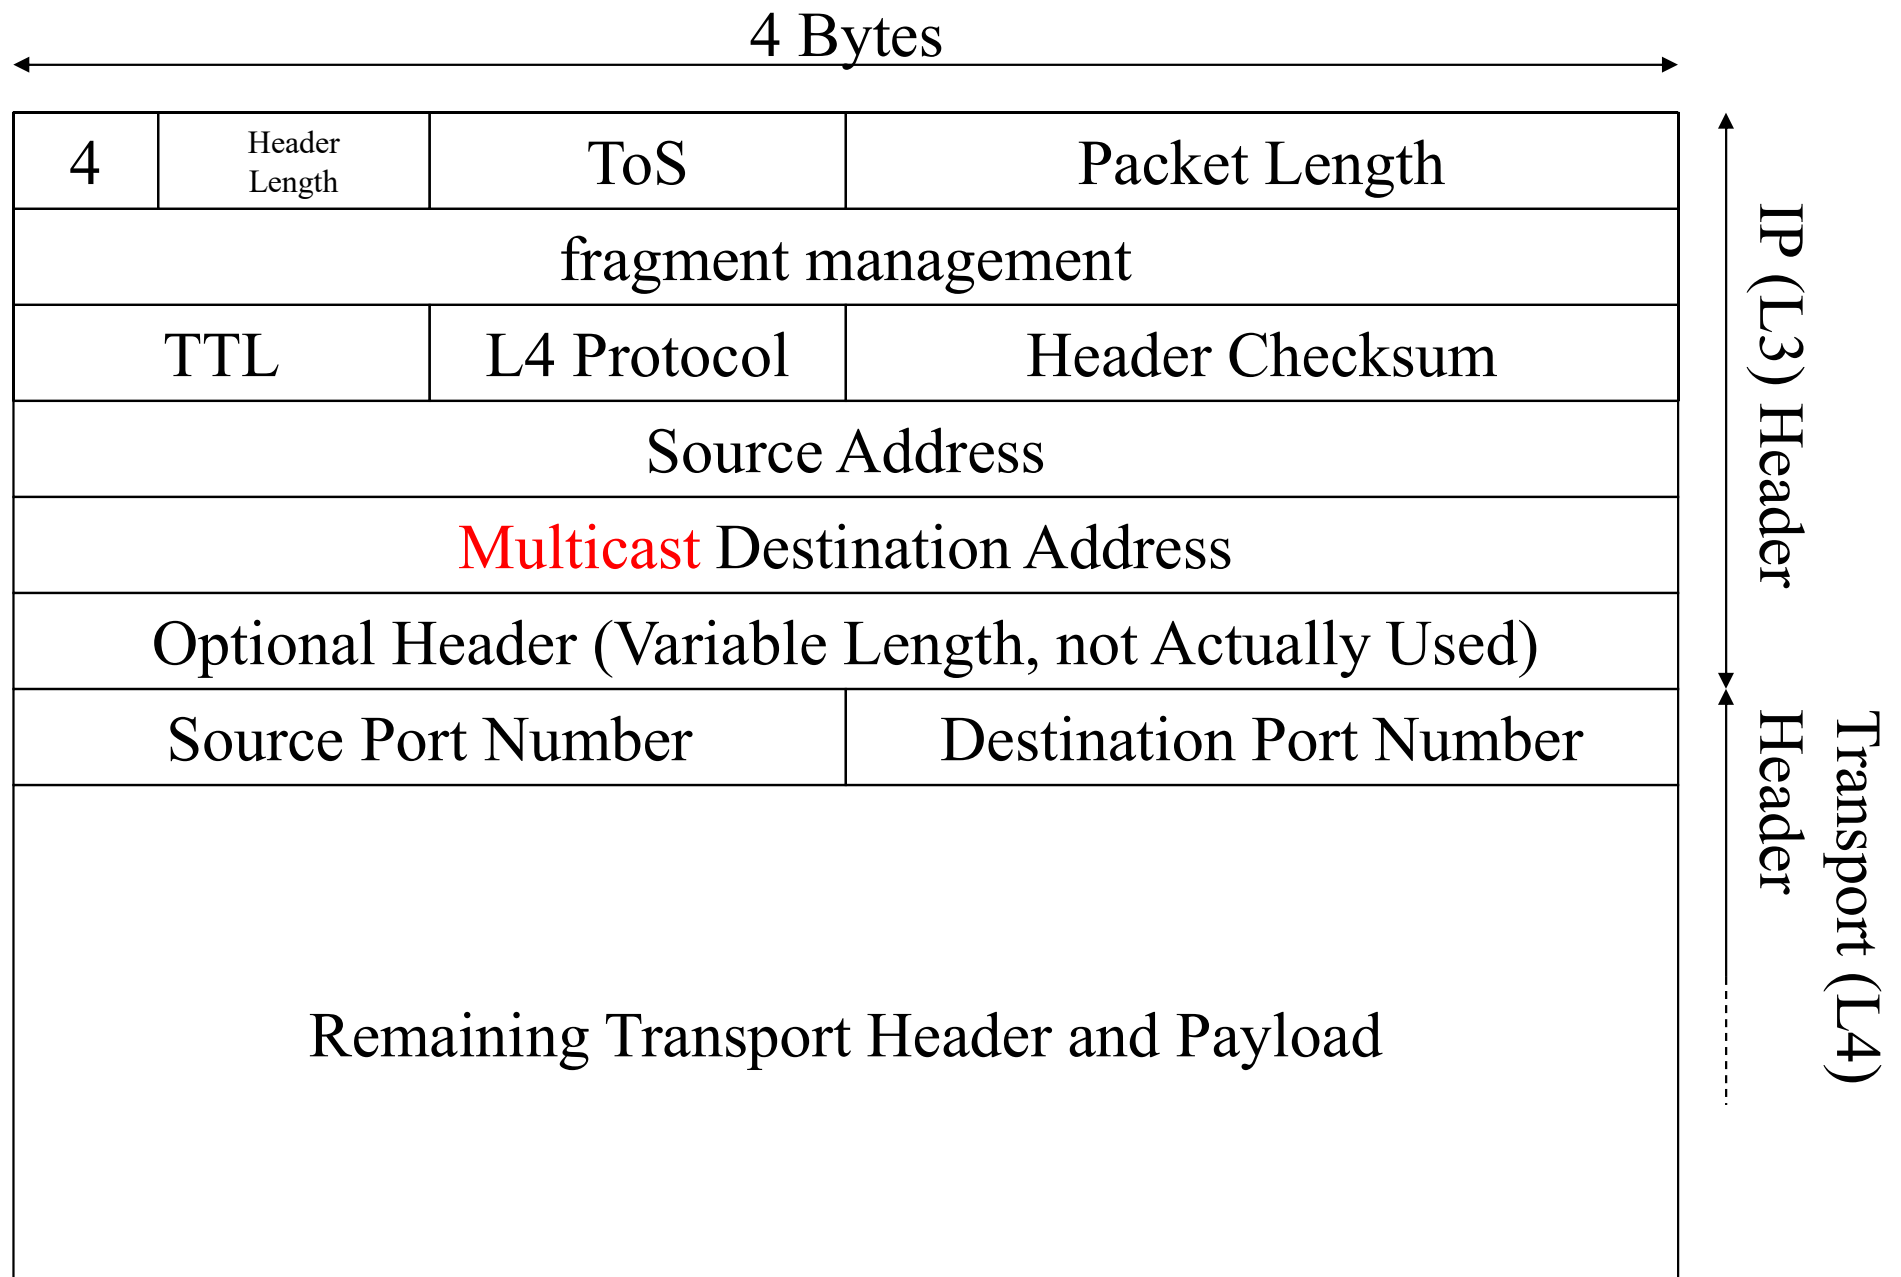 4 Bytes
4
Header
Length
ToS
Packet Length
fragment management
TTL
L4 Protocol
Header Checksum
Source Address
Multicast Destination Address
Optional Header (Variable Length, not Actually Used)
Source Port Number
Destination Port Number
Remaining Transport Header and Payload
IP (L3) Header
Transport (L4)
Header